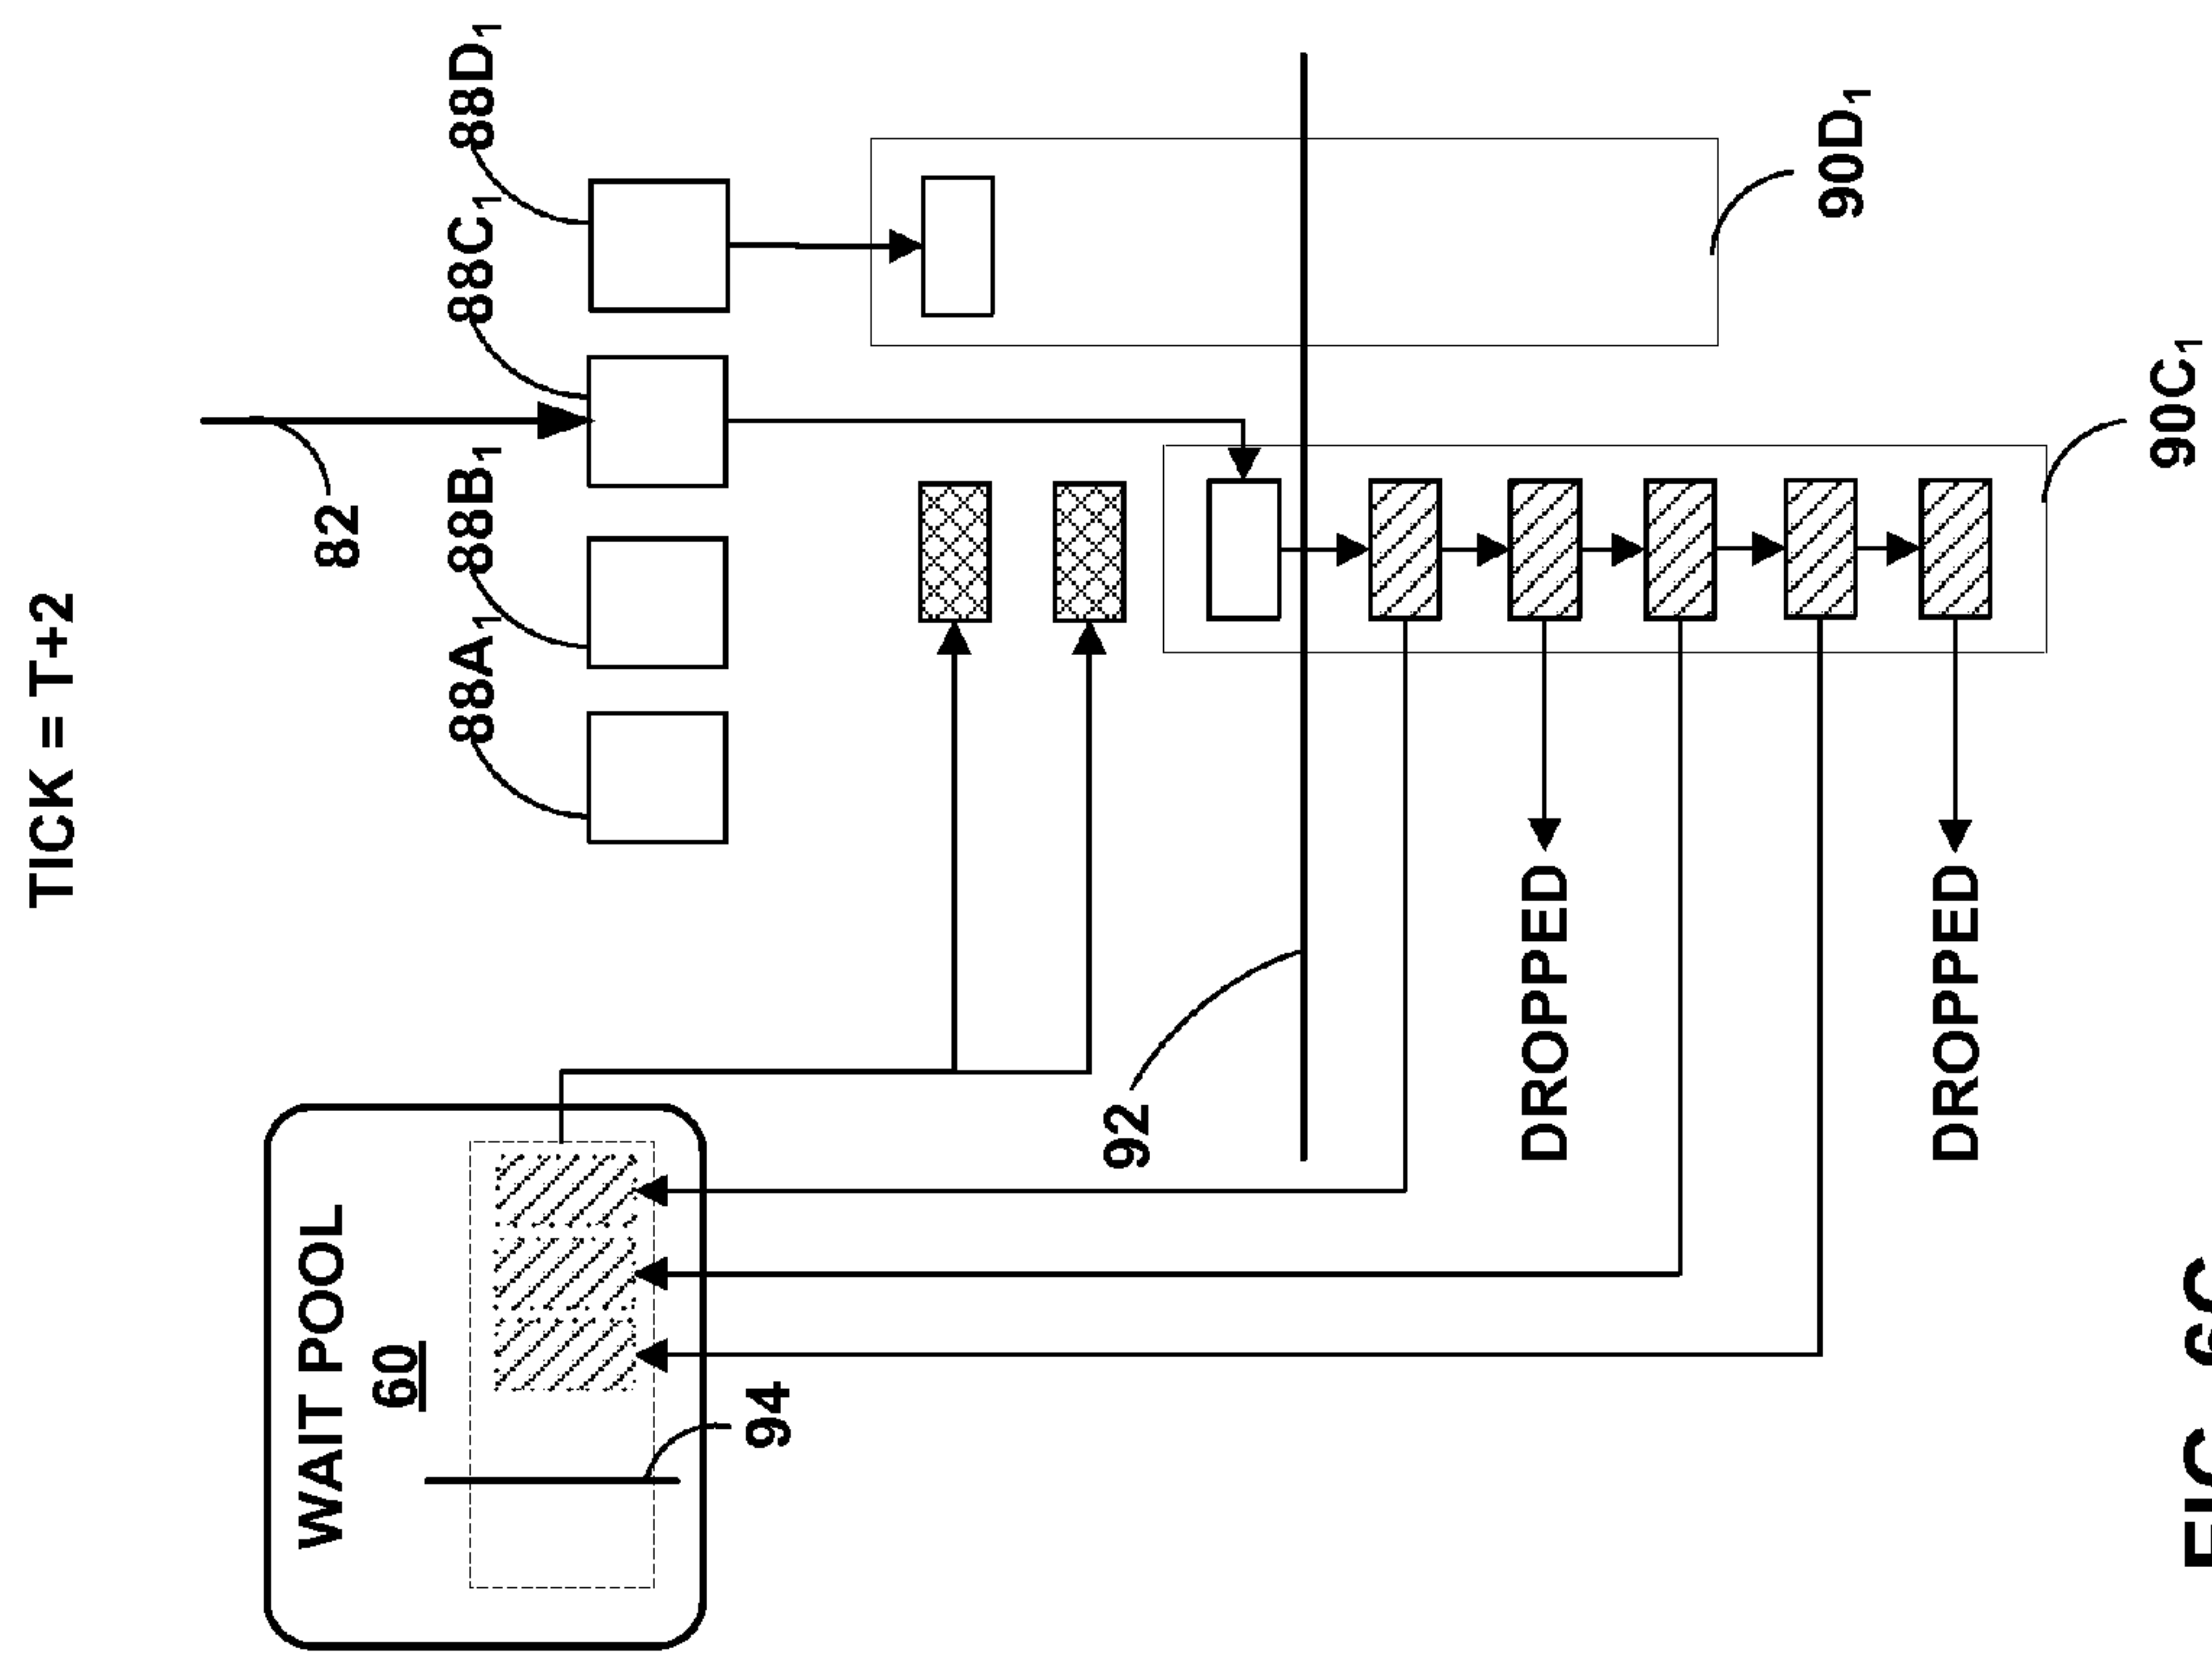 TICK = T+2
82
88A₁
88B₁
88C₁
88D₁
WAIT POOL
60
94
92
DROPPED
DROPPED
90D₁
90C₁